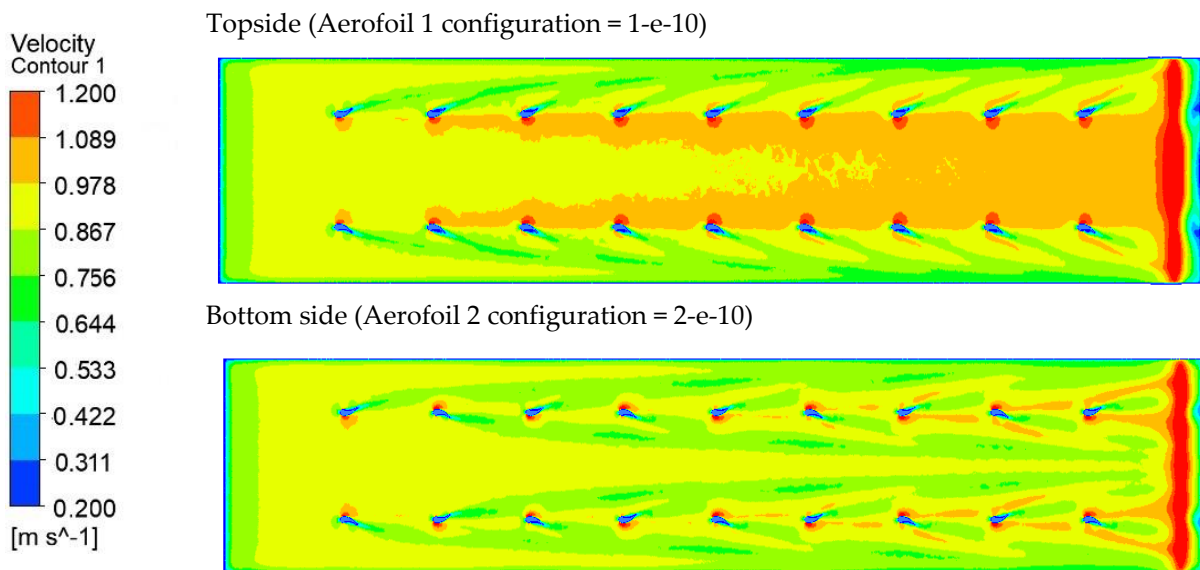 Topside (Aerofoil 1 configuration = 1-e-10)
Velocity
Contour 1
1.200
1.089
0.978
0.867
0.756
0.644
0.533
0.422
0.311
0.200
[m s^-1]
Bottom side (Aerofoil 2 configuration = 2-e-10)